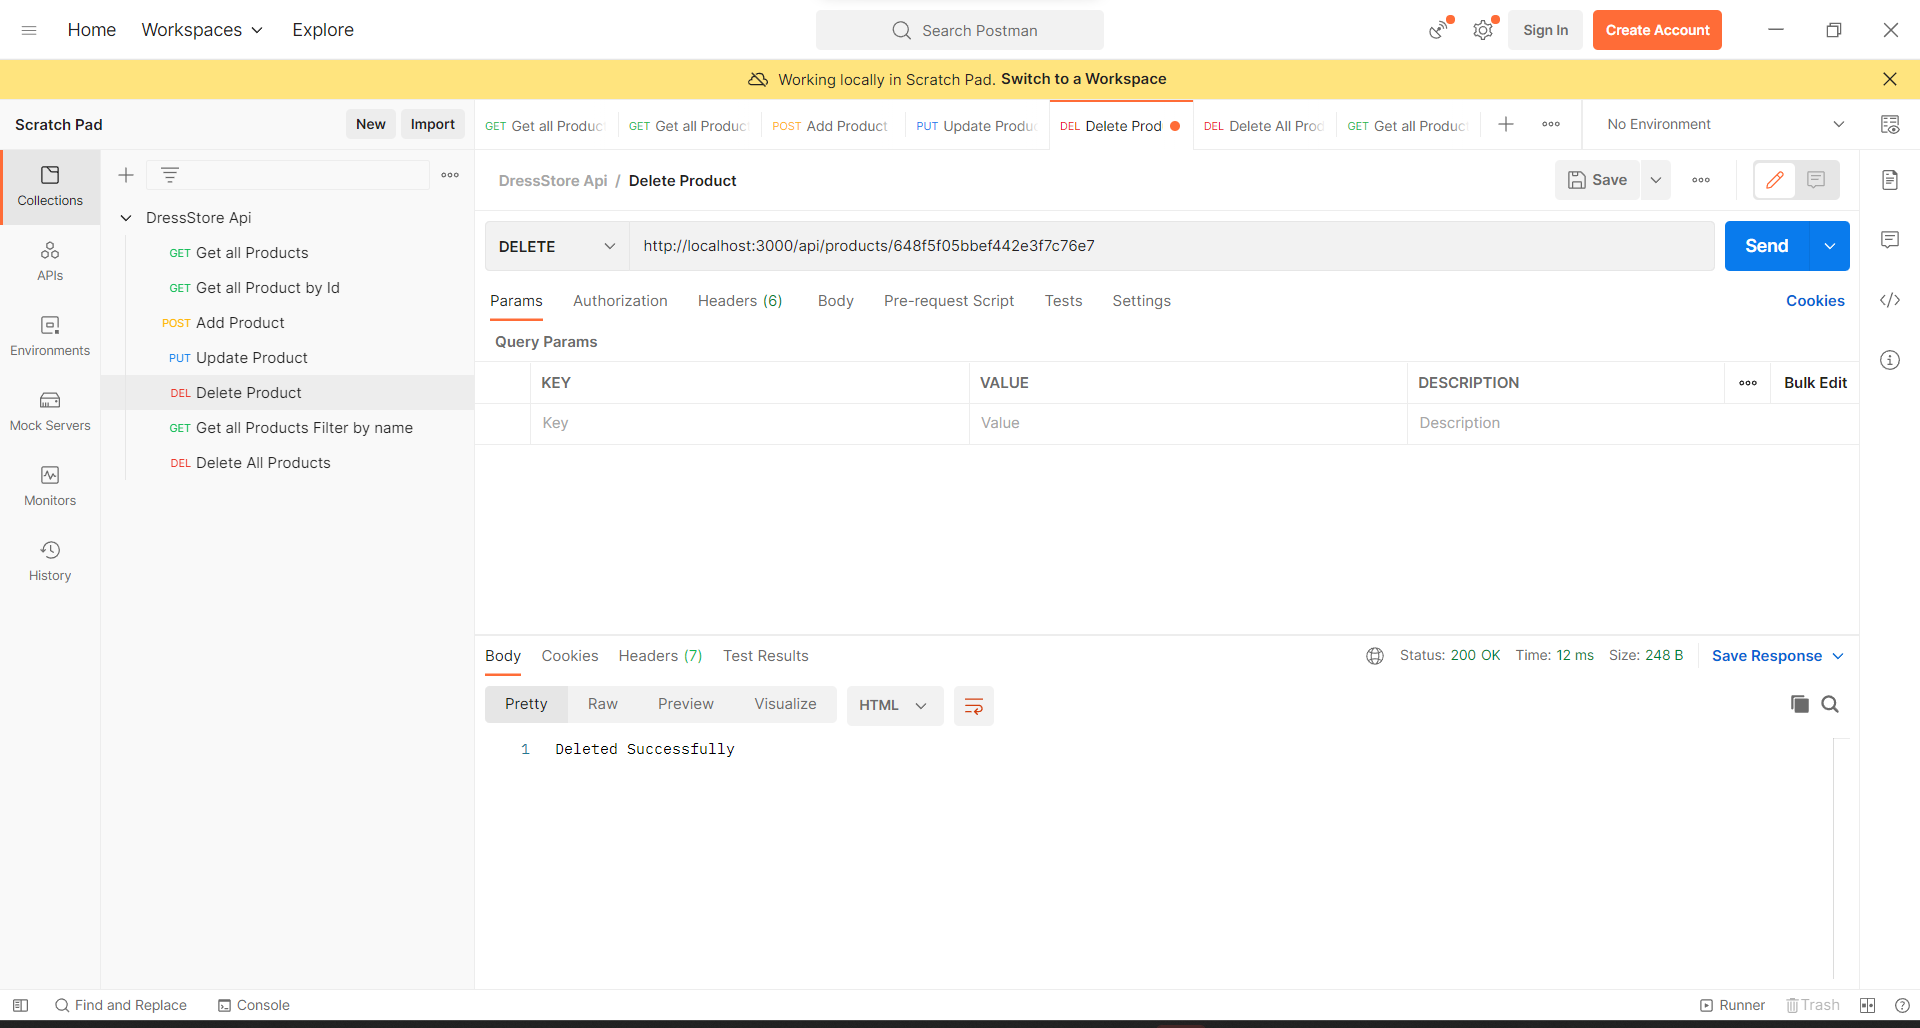 Home Workspaces Explore Search Postman Sign In Create Account
Working locally in Scratch Pad. Switch to a Workspace
Scratch Pad New Import
GET Get all Produc GET Get all Produc POST Add Product PUT Update Produ DEL Delete Prod DEL Delete All Prod GET Get all Produc No Environment
Collections
APIs
Environments
Mock Servers
Monitors
History
DressStore Api
GET Get all Products
GET Get all Product by Id
POST Add Product
PUT Update Product
DEL Delete Product
GET Get all Products Filter by name
DEL Delete All Products
DressStore Api / Delete Product Save
DELETE http://localhost:3000/api/products/648f5f05bbef442e3f7c76e7 Send
Params Authorization Headers (6) Body Pre-request Script Tests Settings Cookies
Query Params
KEY VALUE DESCRIPTION Bulk Edit
Key Value Description
Body Cookies Headers (7) Test Results Status: 200 OK Time: 12 ms Size: 248 B Save Response
Pretty Raw Preview Visualize HTML
1 Deleted Successfully
Find and Replace Console Runner Trash